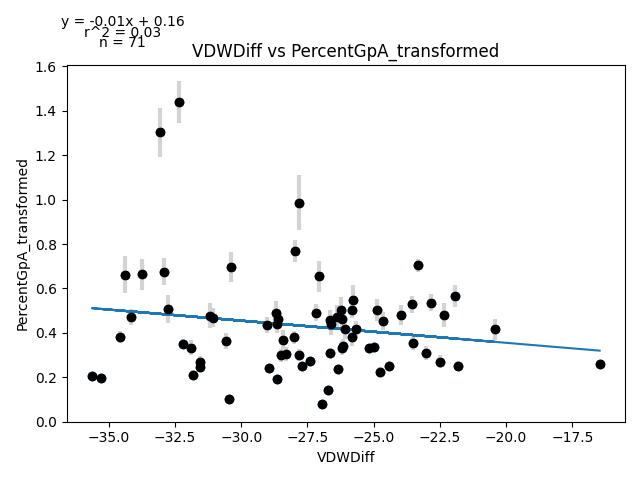 y = -0.01x + 0.16
r^2 = 0.03
n = 71
VDWDiff vs PercentGpA_transformed
1.6
1.4
1.2
1.0
0.8
0.6
0.4
0.2
0.0
PercentGpA_transformed
−35.0 −32.5 −30.0 −27.5 −25.0 −22.5 −20.0 −17.5
VDWDiff